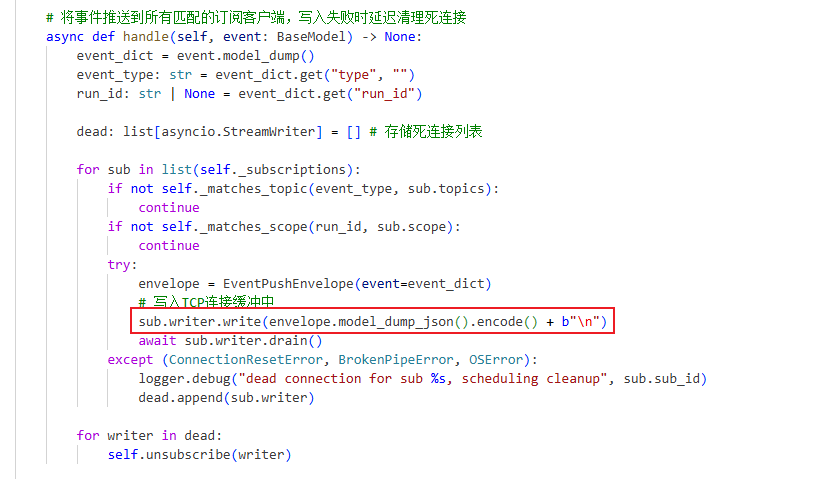 # 将事件推送到所有匹配的订阅客户端，写入失败时延迟清理死连接
async def handle(self, event: BaseModel) -> None:
    event_dict = event.model_dump()
    event_type: str = event_dict.get("type", "")
    run_id: str | None = event_dict.get("run_id")

    dead: list[asyncio.StreamWriter] = [] # 存储死连接列表

    for sub in list(self._subscriptions):
        if not self._matches_topic(event_type, sub.topics):
            continue
        if not self._matches_scope(run_id, sub.scope):
            continue
        try:
            envelope = EventPushEnvelope(event=event_dict)
            # 写入TCP连接缓冲中
            sub.writer.write(envelope.model_dump_json().encode() + b"\n")
            await sub.writer.drain()
        except (ConnectionResetError, BrokenPipeError, OSError):
            logger.debug("dead connection for sub %s, scheduling cleanup", sub.sub_id)
            dead.append(sub.writer)

    for writer in dead:
        self.unsubscribe(writer)